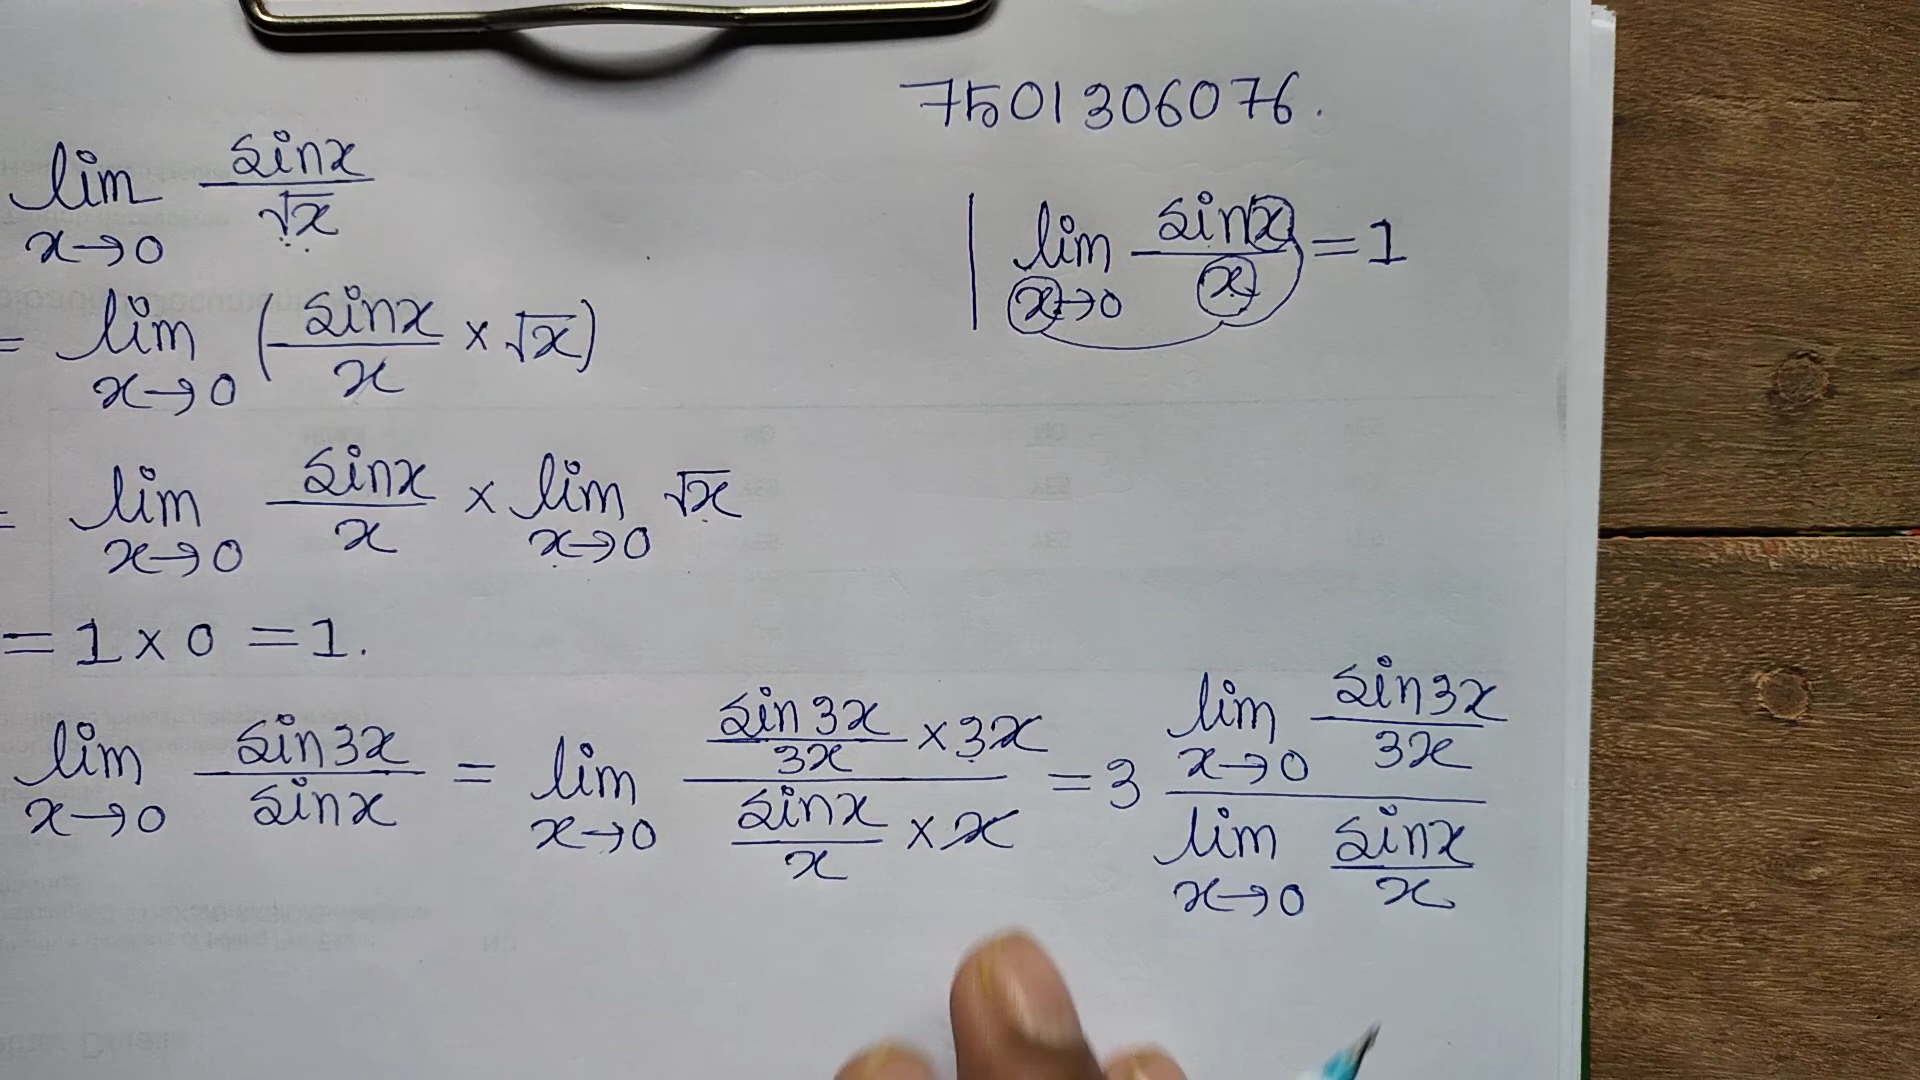 7501306076.
lim x→0 sinx/√x
| lim x→0 sinx/x = 1
= lim x→0 (sinx/x × √x)
= lim x→0 sinx/x × lim x→0 √x
= 1 × 0 = 1.
lim x→0 sin3x/sinx = lim x→0 (sin3x/3x × 3x)/(sinx/x × x) = 3 (lim x→0 sin3x/3x)/(lim x→0 sinx/x)